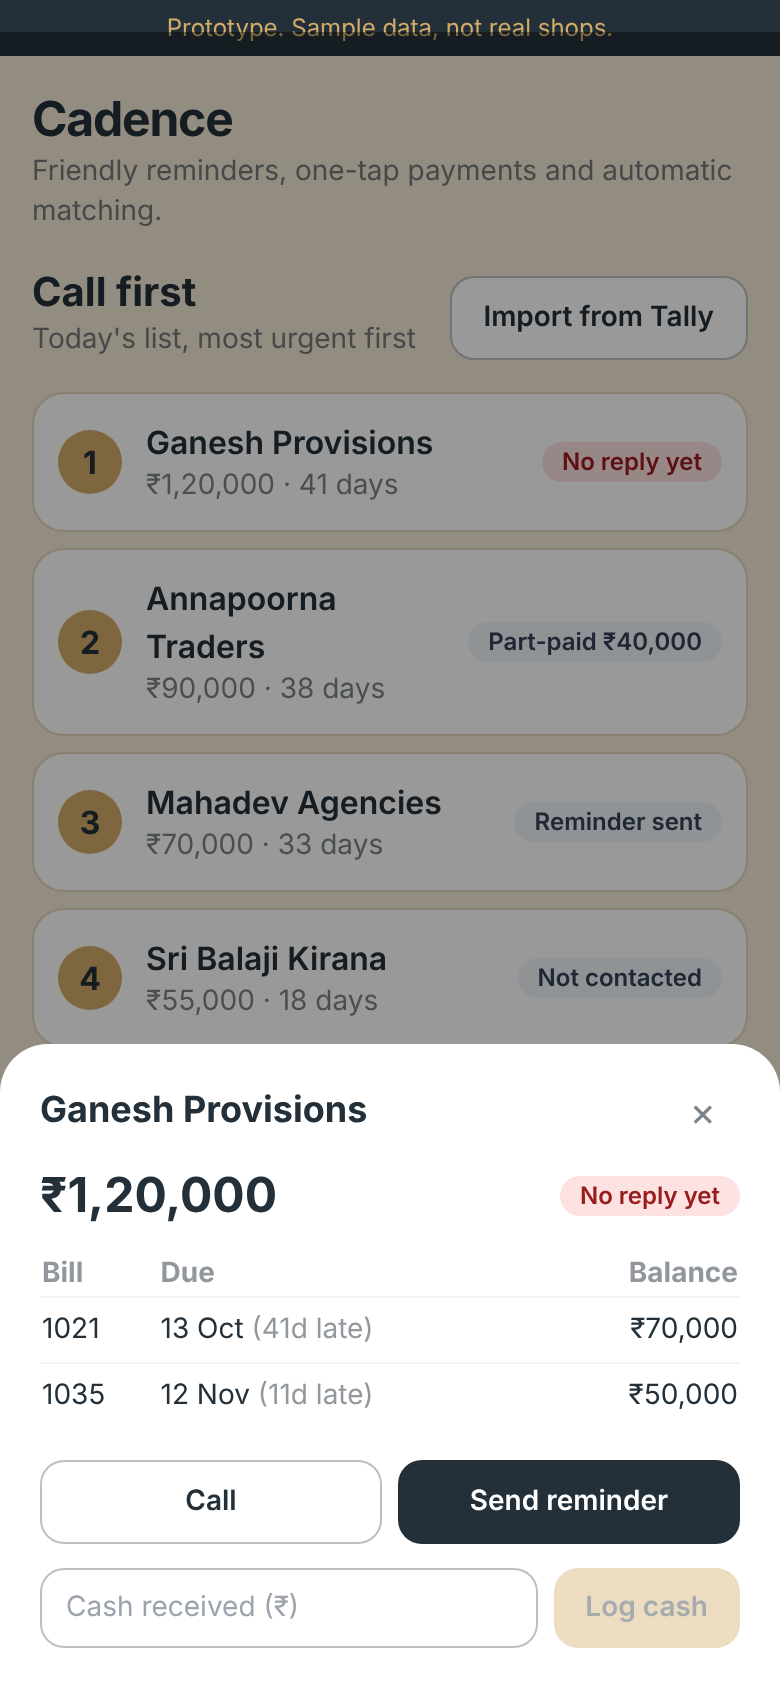 Prototype. Sample data, not real shops.
Cadence
Friendly reminders, one-tap payments and automatic
matching.
Call first
Today's list, most urgent first
Import from Tally
1
Ganesh Provisions
₹1,20,000 · 41 days
No reply yet
2
Annapoorna
Traders
₹90,000 · 38 days
Part-paid ₹40,000
3
Mahadev Agencies
₹70,000 · 33 days
Reminder sent
4
Sri Balaji Kirana
₹55,000 · 18 days
Not contacted
Ganesh Provisions
×
₹1,20,000
No reply yet
Bill Due Balance
1021 13 Oct (41d late) ₹70,000
1035 12 Nov (11d late) ₹50,000
Call
Send reminder
Cash received (₹)
Log cash